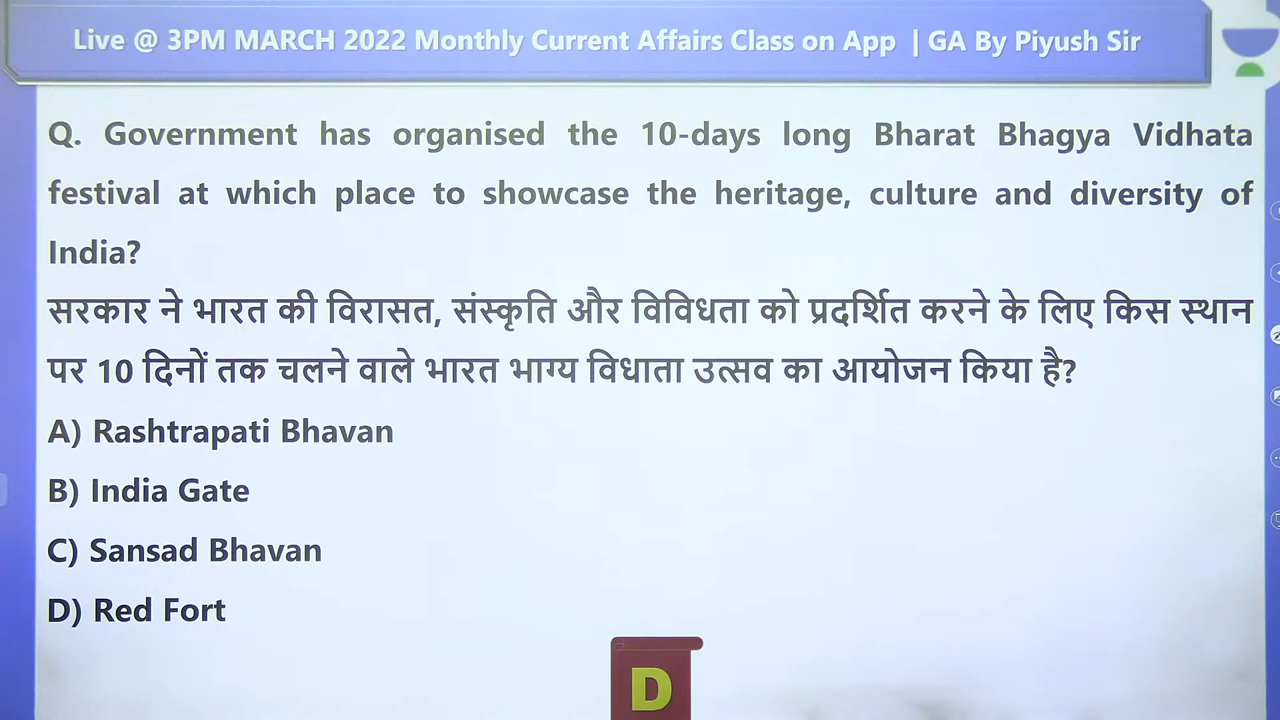 Live @ 3PM MARCH 2022 Monthly Current Affairs Class on App | GA By Piyush Sir
Q. Government has organised the 10-days long Bharat Bhagya Vidhata
festival at which place to showcase the heritage, culture and diversity of
India?
सरकार ने भारत की विरासत, संस्कृति और विविधता को प्रदर्शित करने के लिए किस स्थान
पर 10 दिनों तक चलने वाले भारत भाग्य विधाता उत्सव का आयोजन किया है?
A) Rashtrapati Bhavan
B) India Gate
C) Sansad Bhavan
D) Red Fort
D